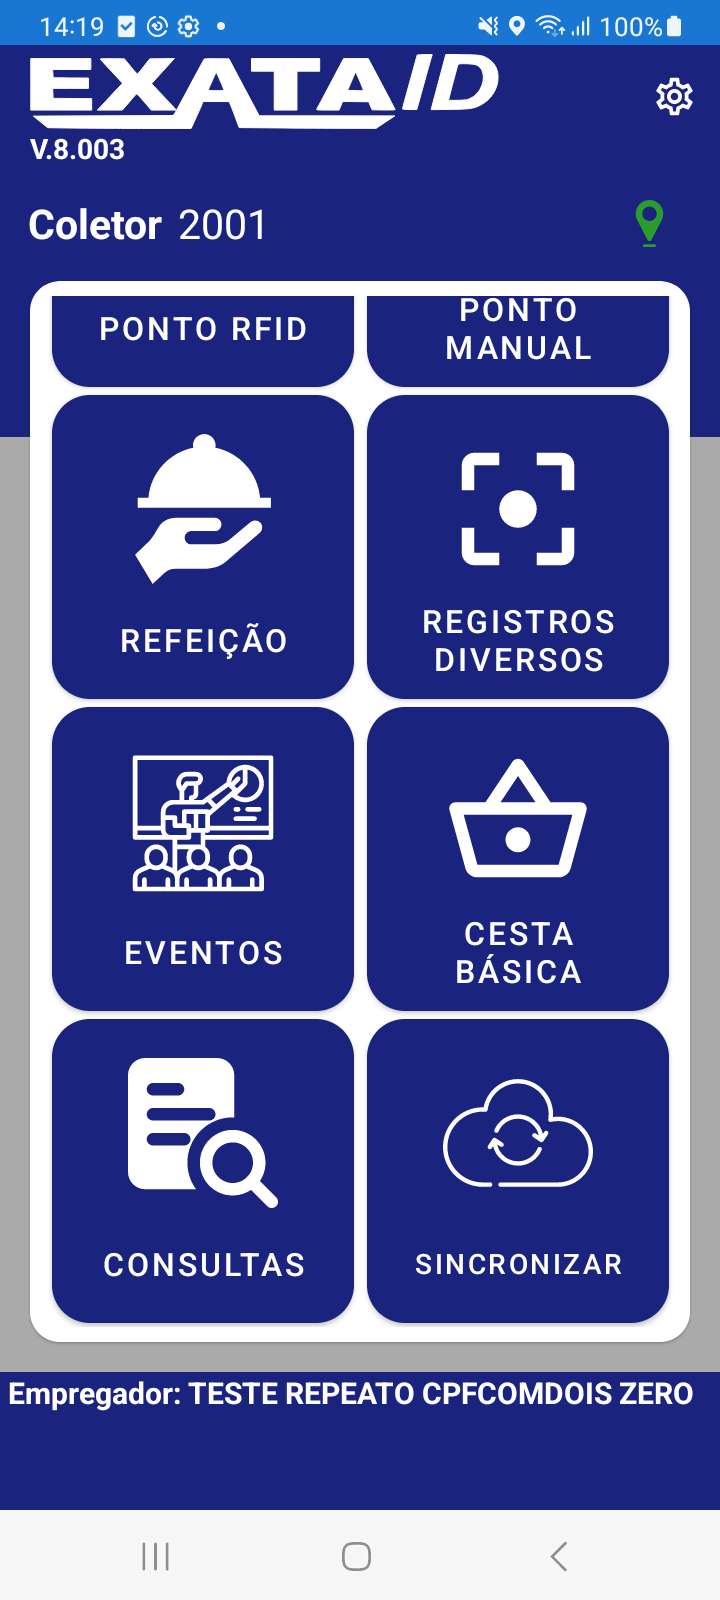 14:19
100%
EXATAID
V.8.003
Coletor 2001
PONTO RFID
PONTO
MANUAL
REFEIÇÃO
REGISTROS
DIVERSOS
EVENTOS
CESTA
BÁSICA
CONSULTAS
SINCRONIZAR
Empregador: TESTE REPEATO CPFCOMDOIS ZERO